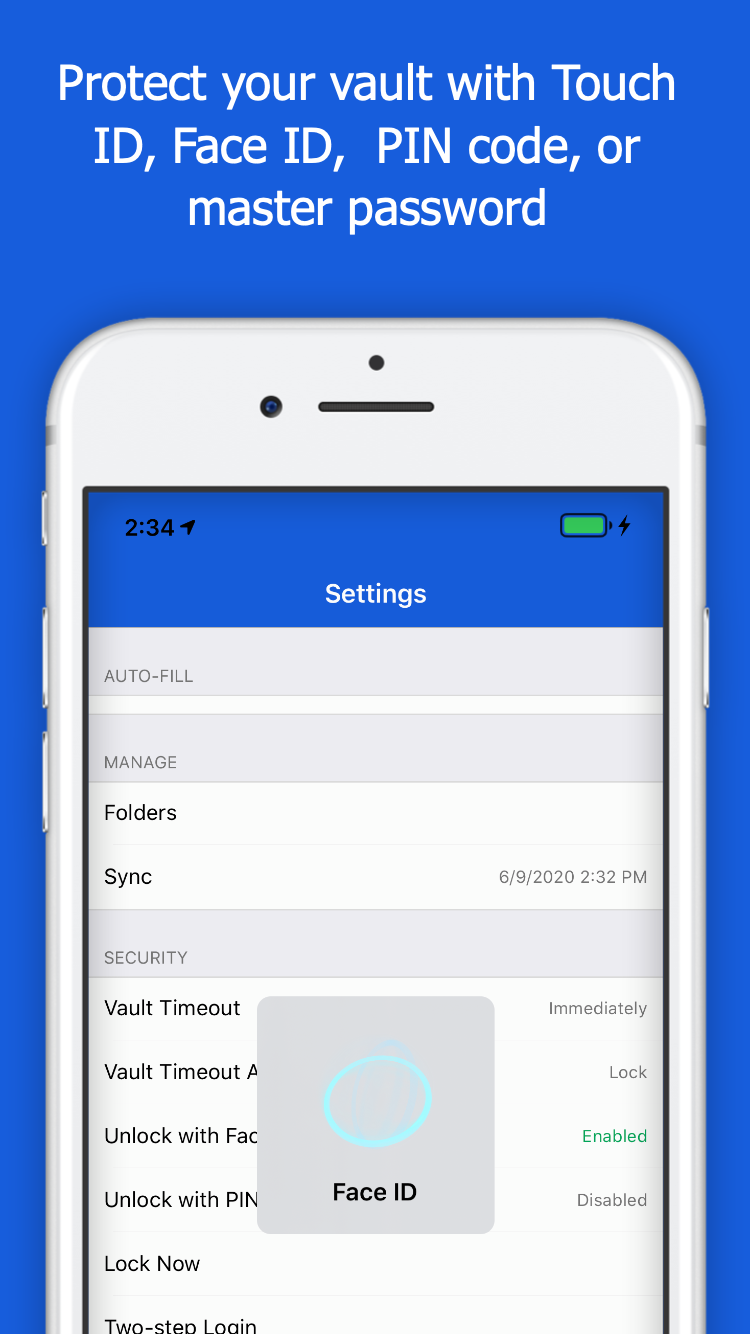 Protect your vault with Touch
ID, Face ID, PIN code, or
master password
2:34
Settings
AUTO-FILL
MANAGE
Folders
Sync 6/9/2020 2:32 PM
SECURITY
Vault Timeout Immediately
Vault Timeout A Lock
Unlock with Fac Enabled
Unlock with PIN Disabled
Face ID
Lock Now
Two-step Login